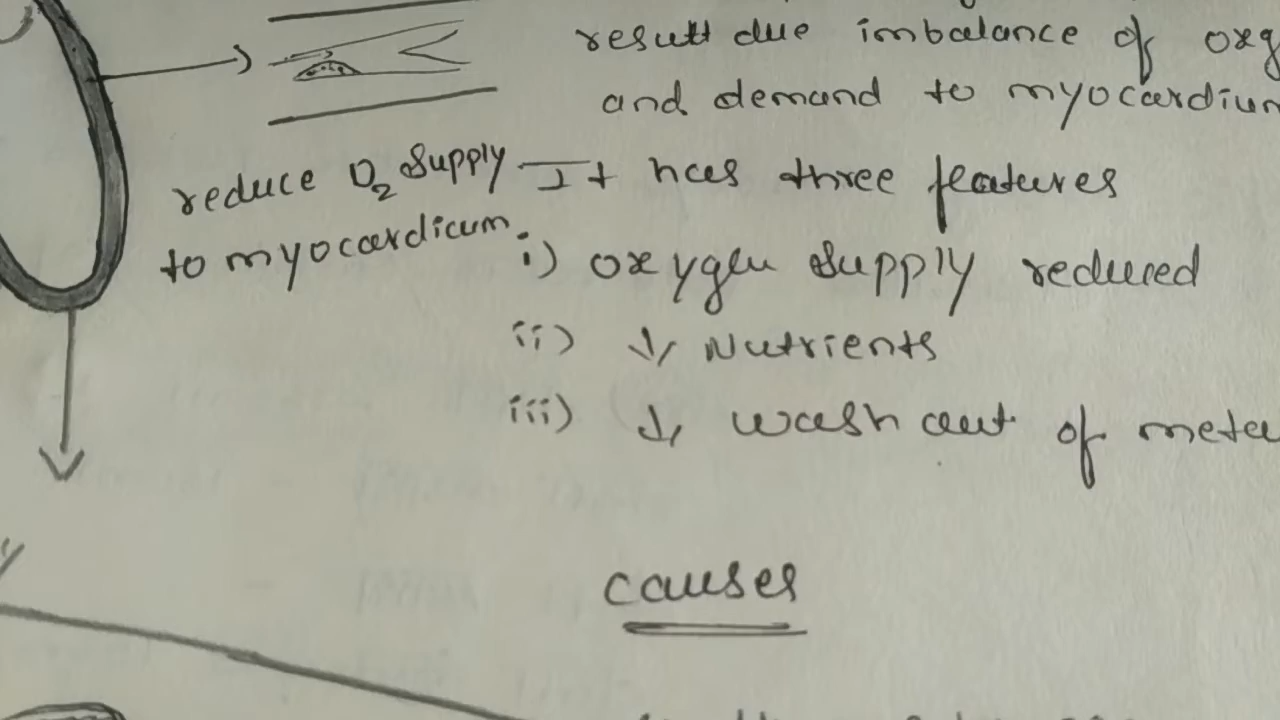 result due imbalance of oxg
and demand to myocardium
reduce O2 supply
to myocardium.
It has three features
i) oxygen supply reduced
ii) ↓ Nutrients
iii) ↓ wash out of meta
causes